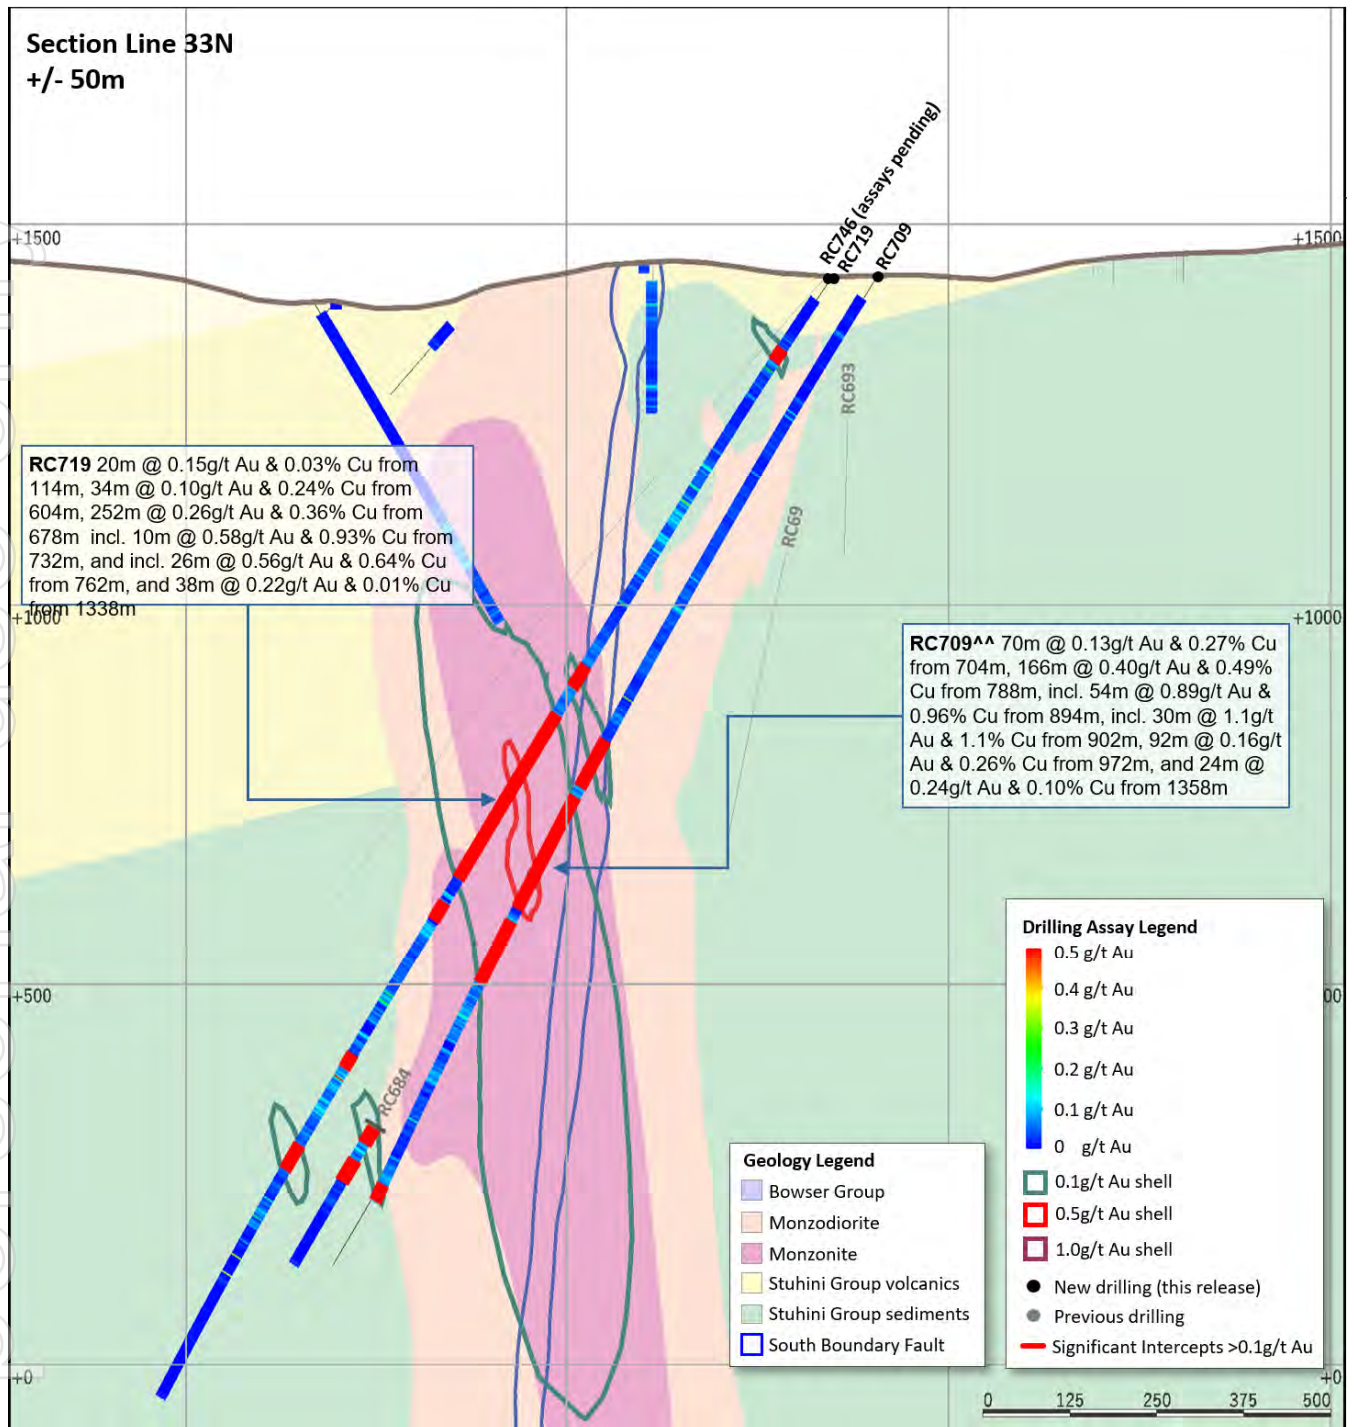 Section Line 33N
+/- 50m
RC746 (assays pending)
RC719
RC709
+1500
+1500
RC693
RC719 20m @ 0.15g/t Au & 0.03% Cu from
114m, 34m @ 0.10g/t Au & 0.24% Cu from
604m, 252m @ 0.26g/t Au & 0.36% Cu from
678m incl. 10m @ 0.58g/t Au & 0.93% Cu from
732m, and incl. 26m @ 0.56g/t Au & 0.64% Cu
from 762m, and 38m @ 0.22g/t Au & 0.01% Cu
from 1338m
RC69
+1000
+1000
RC709^^ 70m @ 0.13g/t Au & 0.27% Cu
from 704m, 166m @ 0.40g/t Au & 0.49%
Cu from 788m, incl. 54m @ 0.89g/t Au &
0.96% Cu from 894m, incl. 30m @ 1.1g/t
Au & 1.1% Cu from 902m, 92m @ 0.16g/t
Au & 0.26% Cu from 972m, and 24m @
0.24g/t Au & 0.10% Cu from 1358m
+500
00
RC684
Drilling Assay Legend
0.5 g/t Au
0.4 g/t Au
0.3 g/t Au
0.2 g/t Au
0.1 g/t Au
0 g/t Au
0.1g/t Au shell
0.5g/t Au shell
1.0g/t Au shell
New drilling (this release)
Previous drilling
Significant Intercepts >0.1g/t Au
Geology Legend
Bowser Group
Monzodiorite
Monzonite
Stuhini Group volcanics
Stuhini Group sediments
South Boundary Fault
+0
+0
0 125 250 375 500